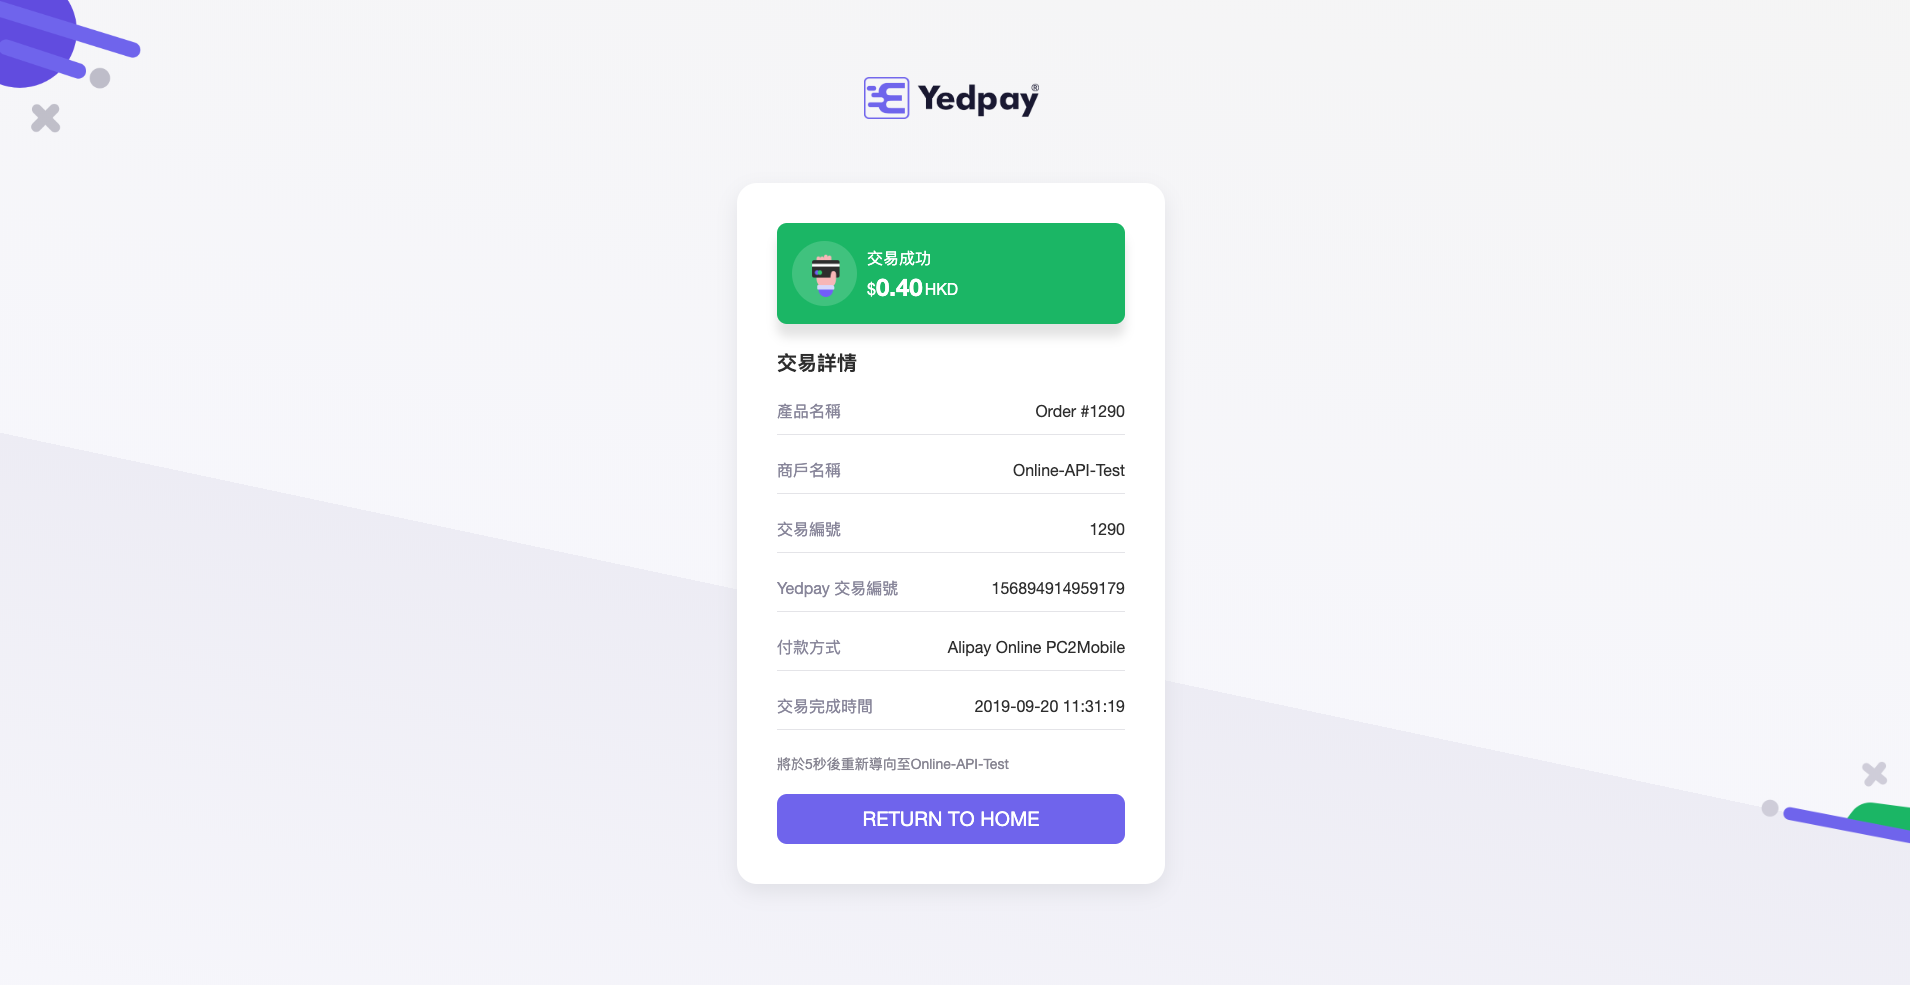 Yedpay®
交易成功
$0.40 HKD
交易詳情
產品名稱 Order #1290
商戶名稱 Online-API-Test
交易編號 1290
Yedpay 交易編號 156894914959179
付款方式 Alipay Online PC2Mobile
交易完成時間 2019-09-20 11:31:19
將於5秒後重新導向至Online-API-Test
RETURN TO HOME